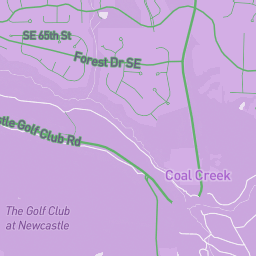 SE 65th St
Forest Dr SE
stle Golf Club Rd
Coal Creek
The Golf Club
at Newcastle